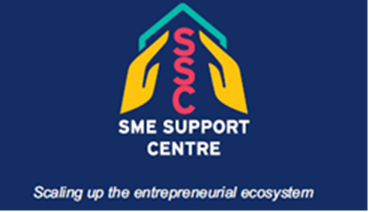 SSC
SME SUPPORT
CENTRE
Scaling up the entrepreneurial ecosystem